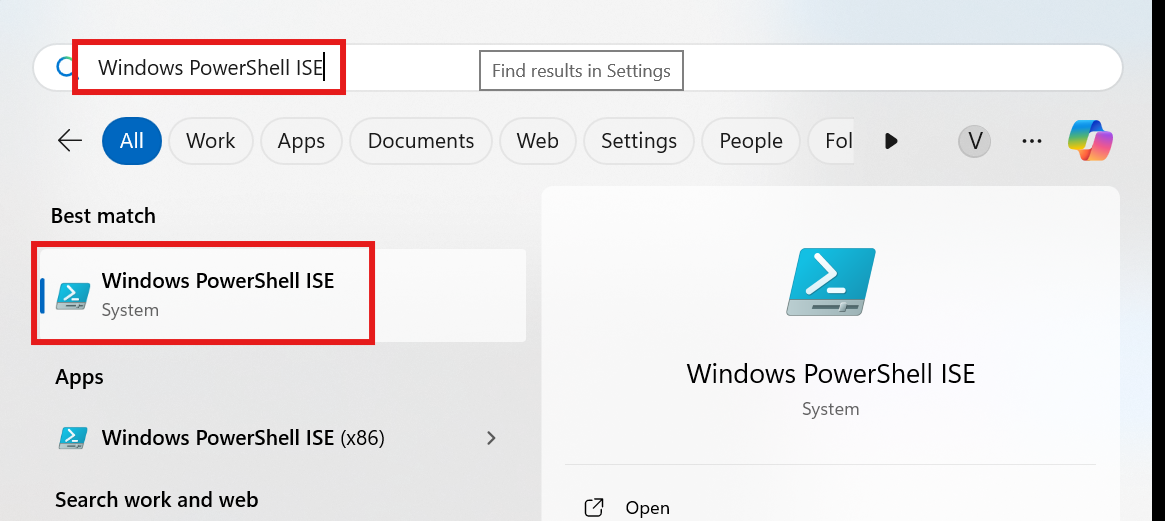 Windows PowerShell ISE
Find results in Settings
All Work Apps Documents Web Settings People Fol V
Best match
Windows PowerShell ISE
System
Apps
Windows PowerShell ISE (x86)
Search work and web
Windows PowerShell ISE
System
Open